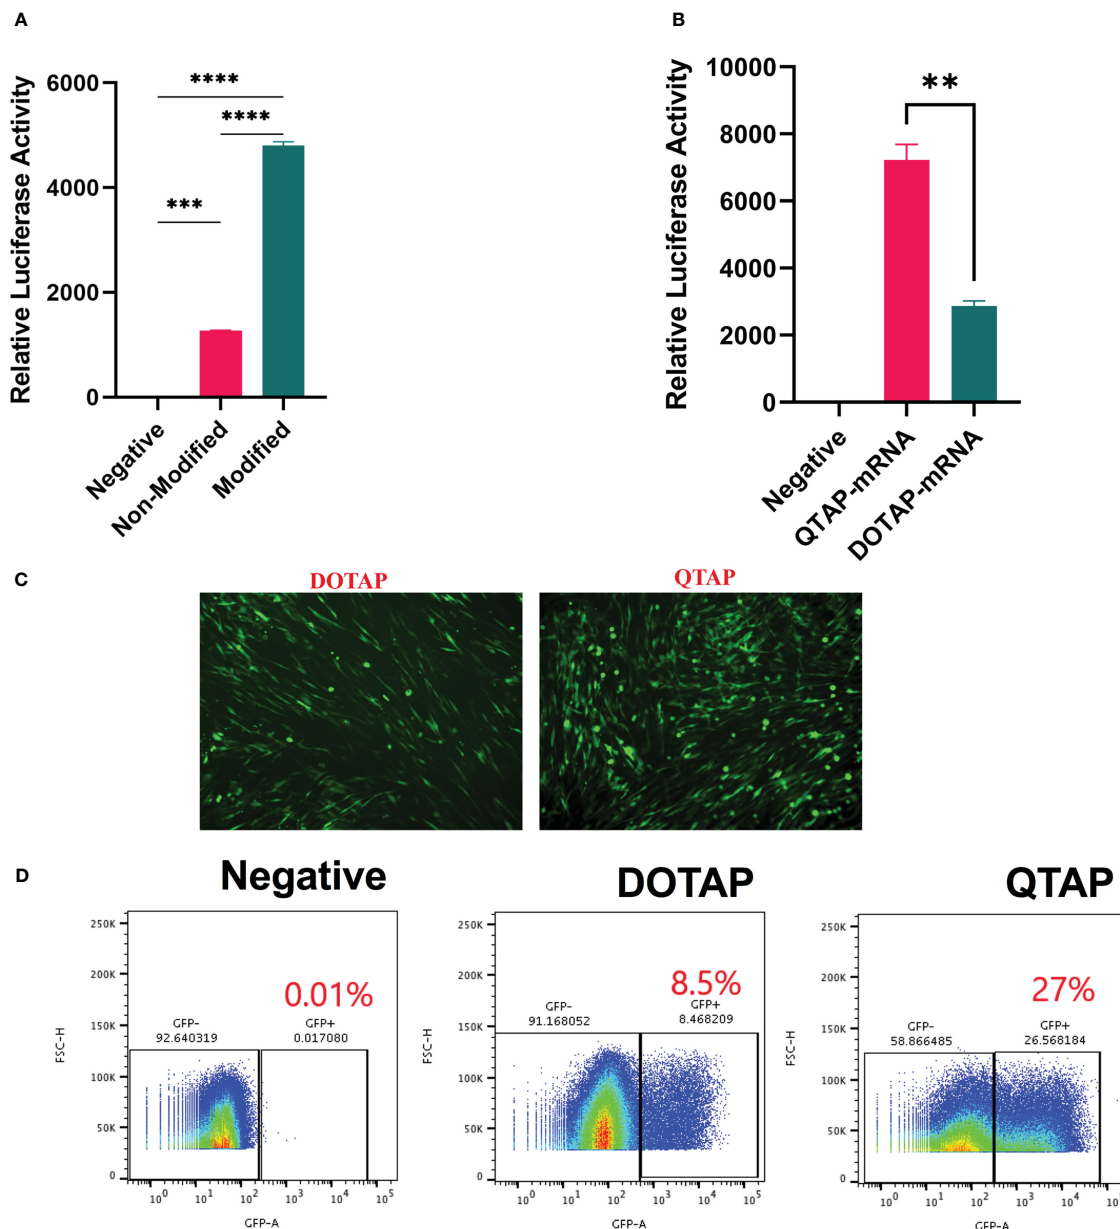 A
Relative Luciferase Activity
6000
4000
2000
0
****
****
***
Negative
Non-Modified
Modified
B
Relative Luciferase Activity
10000
8000
6000
4000
2000
0
**
Negative
QTAP-mRNA
DOTAP-mRNA
C
DOTAP
QTAP
D
Negative
250K
200K
150K
100K
50K
0
FSC-H
0.01%
GFP-
92.640319
GFP+
0.017080
10^0 10^1 10^2 10^3 10^4 10^5
GFP-A
DOTAP
250K
200K
150K
100K
50K
0
FSC-H
8.5%
GFP-
91.168052
GFP+
8.468209
10^0 10^1 10^2 10^3 10^4 10^5
GFP-A
QTAP
250K
200K
150K
100K
50K
0
FSC-H
27%
GFP-
58.866485
GFP+
26.568184
10^0 10^1 10^2 10^3 10^4
GFP-A